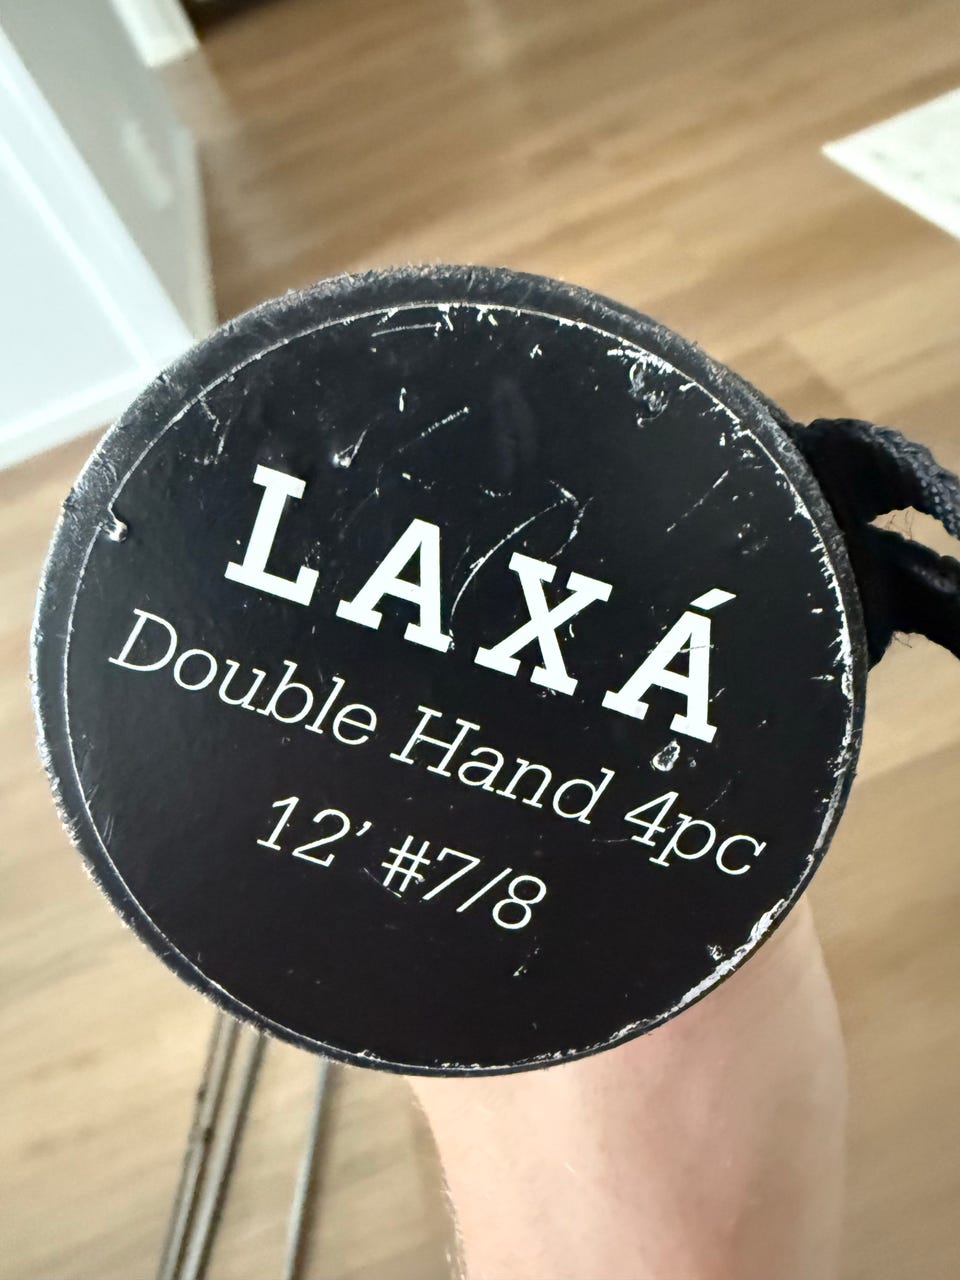 LAXÁ
Double Hand 4pc
12' #7/8